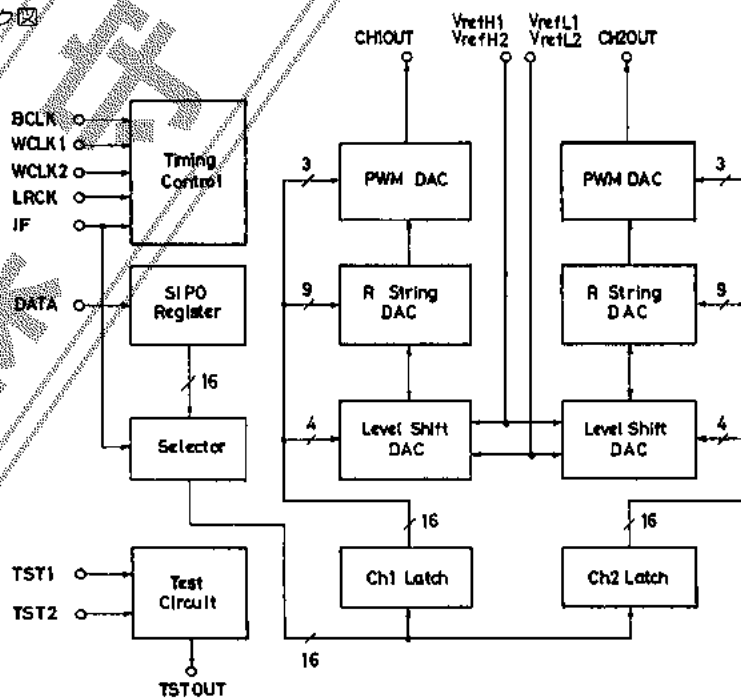 ク図
CH1OUT
VrefH1
VrefH2
VrefL1
VrefL2
CH2OUT
BCLK
WCLK1
WCLK2
LRCK
IF
Timing
Control
3
PWM DAC
PWM DAC
3
DATA
SIPO
Register
9
R String
DAC
R String
DAC
9
16
Selector
4
Level Shift
DAC
Level Shift
DAC
4
16
16
TST1
TST2
Test
Circuit
Ch1 Latch
Ch2 Latch
16
TSTOUT